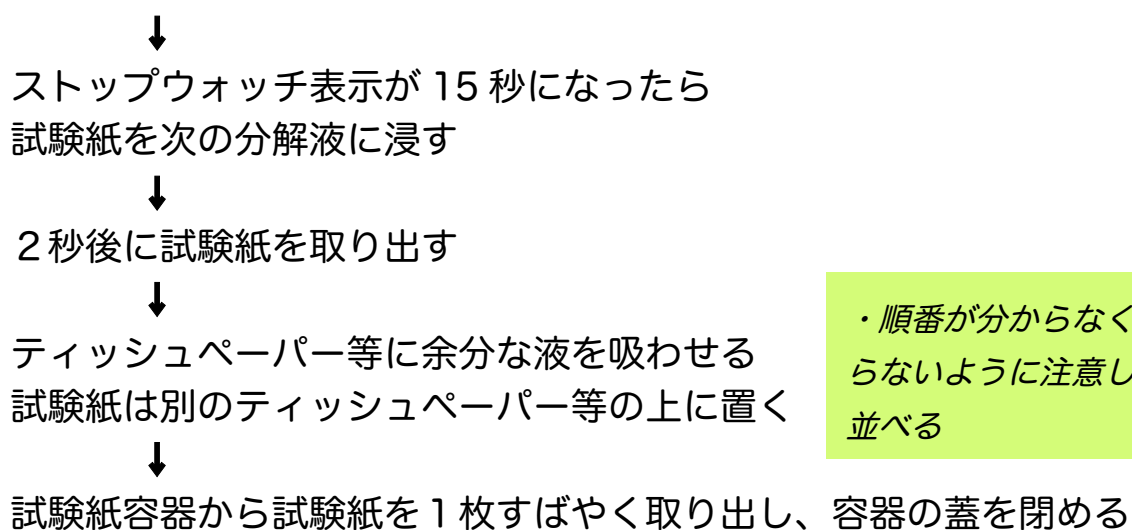 ↓
ストップウォッチ表示が 15 秒になったら
試験紙を次の分解液に浸す
↓
２秒後に試験紙を取り出す
↓
ティッシュペーパー等に余分な液を吸わせる
試験紙は別のティッシュペーパー等の上に置く
・順番が分からなく
らないように注意し
並べる
↓
試験紙容器から試験紙を１枚すばやく取り出し、容器の蓋を閉める